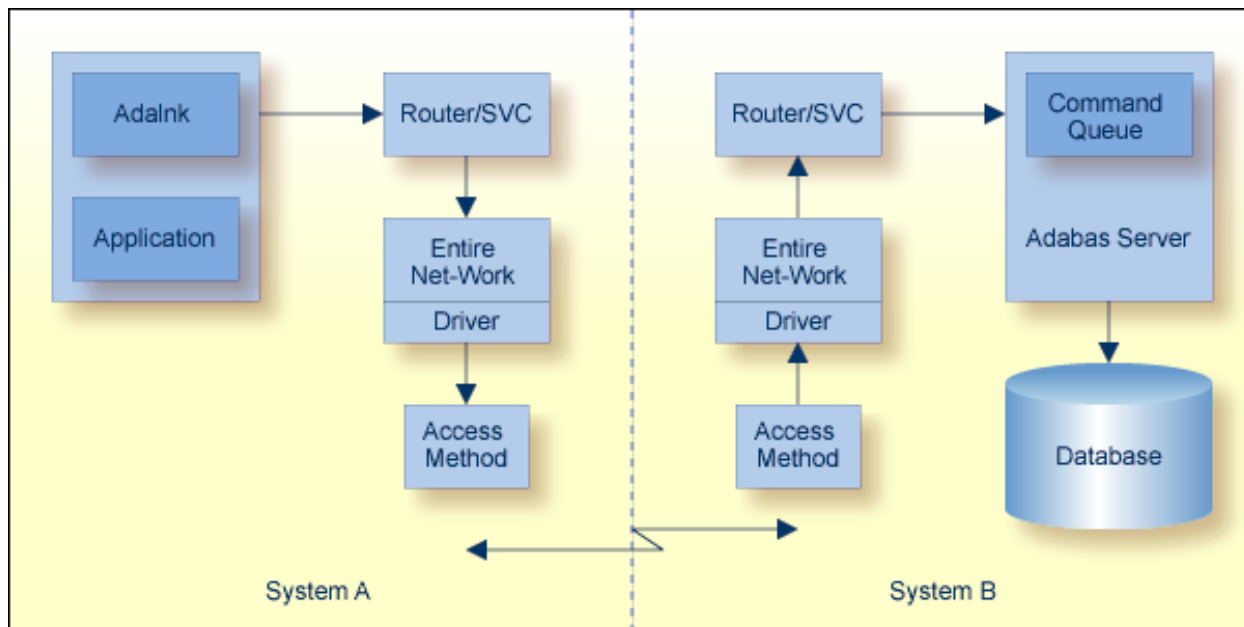 Adalnk
Application
Router/SVC
Entire
Net-Work
Driver
Access
Method
System A
Router/SVC
Entire
Net-Work
Driver
Access
Method
Command
Queue
Adabas Server
Database
System B